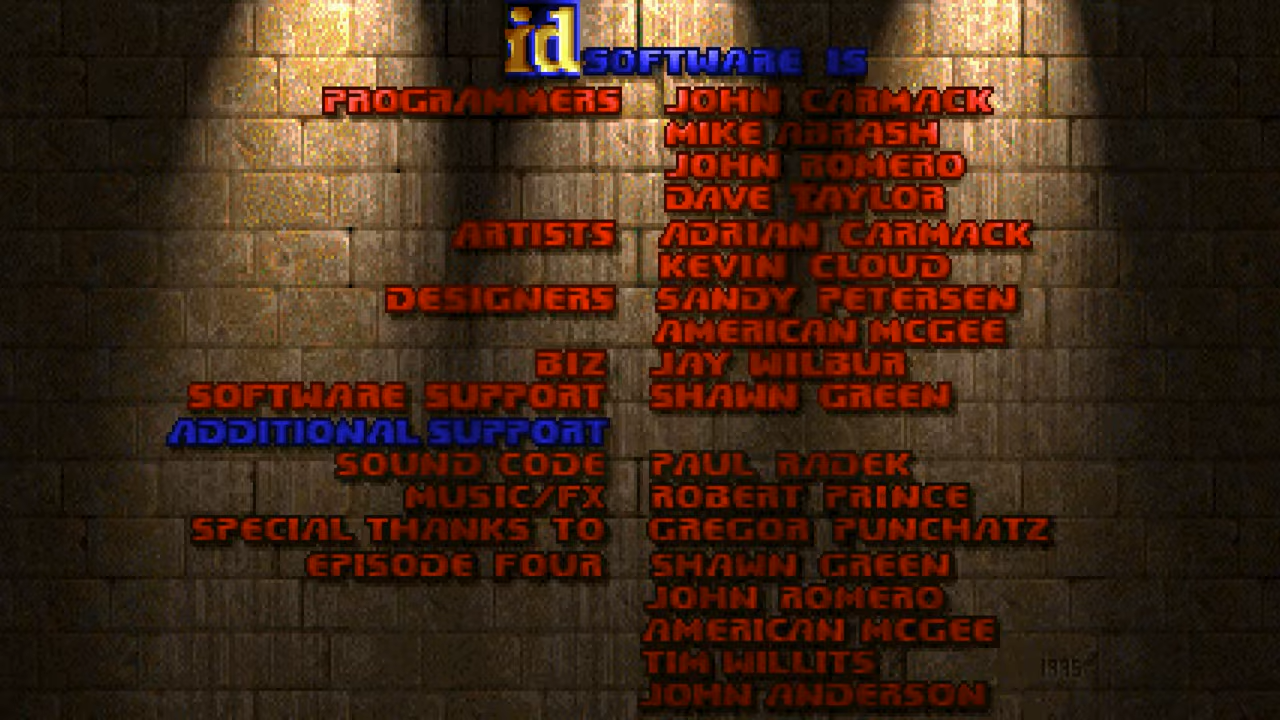 id SOFTWARE IS
PROGRAMMERS JOHN CARMACK
MIKE ABRASH
JOHN ROMERO
DAVE TAYLOR
ARTISTS ADRIAN CARMACK
KEVIN CLOUD
DESIGNERS SANDY PETERSEN
AMERICAN MCGEE
BIZ JAY WILBUR
SOFTWARE SUPPORT SHAWN GREEN
ADDITIONAL SUPPORT
SOUND CODE PAUL RADEK
MUSIC/FX ROBERT PRINCE
SPECIAL THANKS TO GREGOR PUNCHATZ
EPISODE FOUR SHAWN GREEN
JOHN ROMERO
AMERICAN MCGEE
TIM WILLITS
1995
JOHN ANDERSON